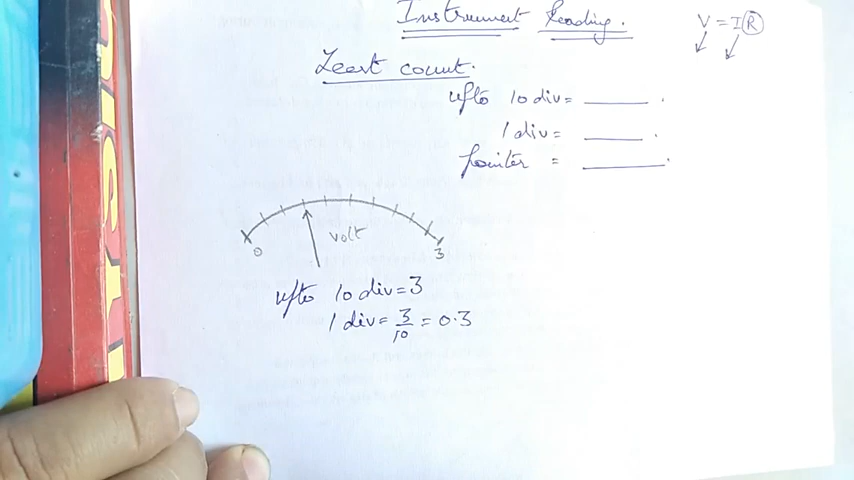 Instrument Reading.
V = IR
Least count.
upto 10 div = ______ .
1 div = ______ .
Pointer = ________ .
volt
0
3
upto 10 div = 3
1 div = 3/10 = 0.3